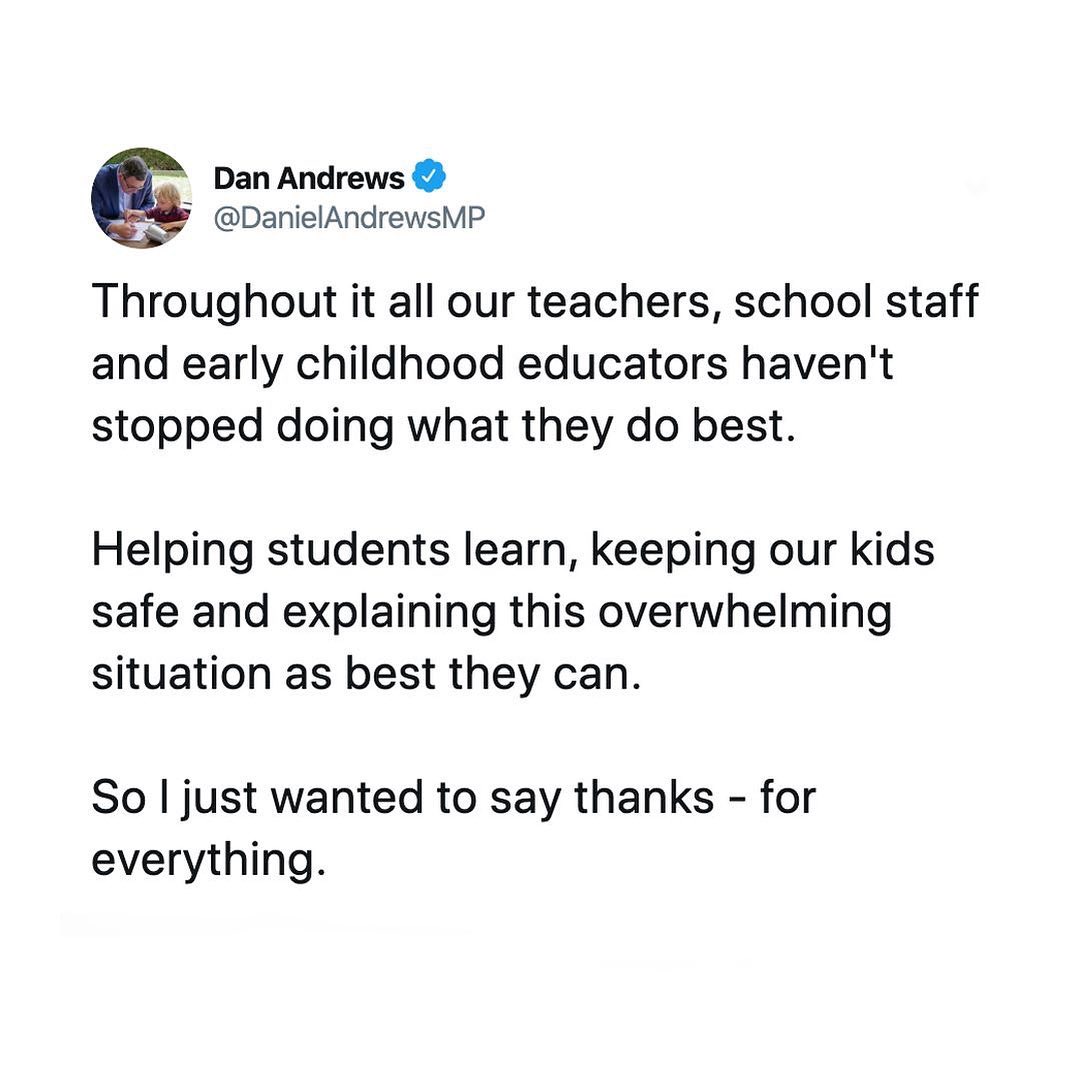 Dan Andrews
@DanielAndrewsMP
Throughout it all our teachers, school staff
and early childhood educators haven't
stopped doing what they do best.
Helping students learn, keeping our kids
safe and explaining this overwhelming
situation as best they can.
So I just wanted to say thanks - for
everything.